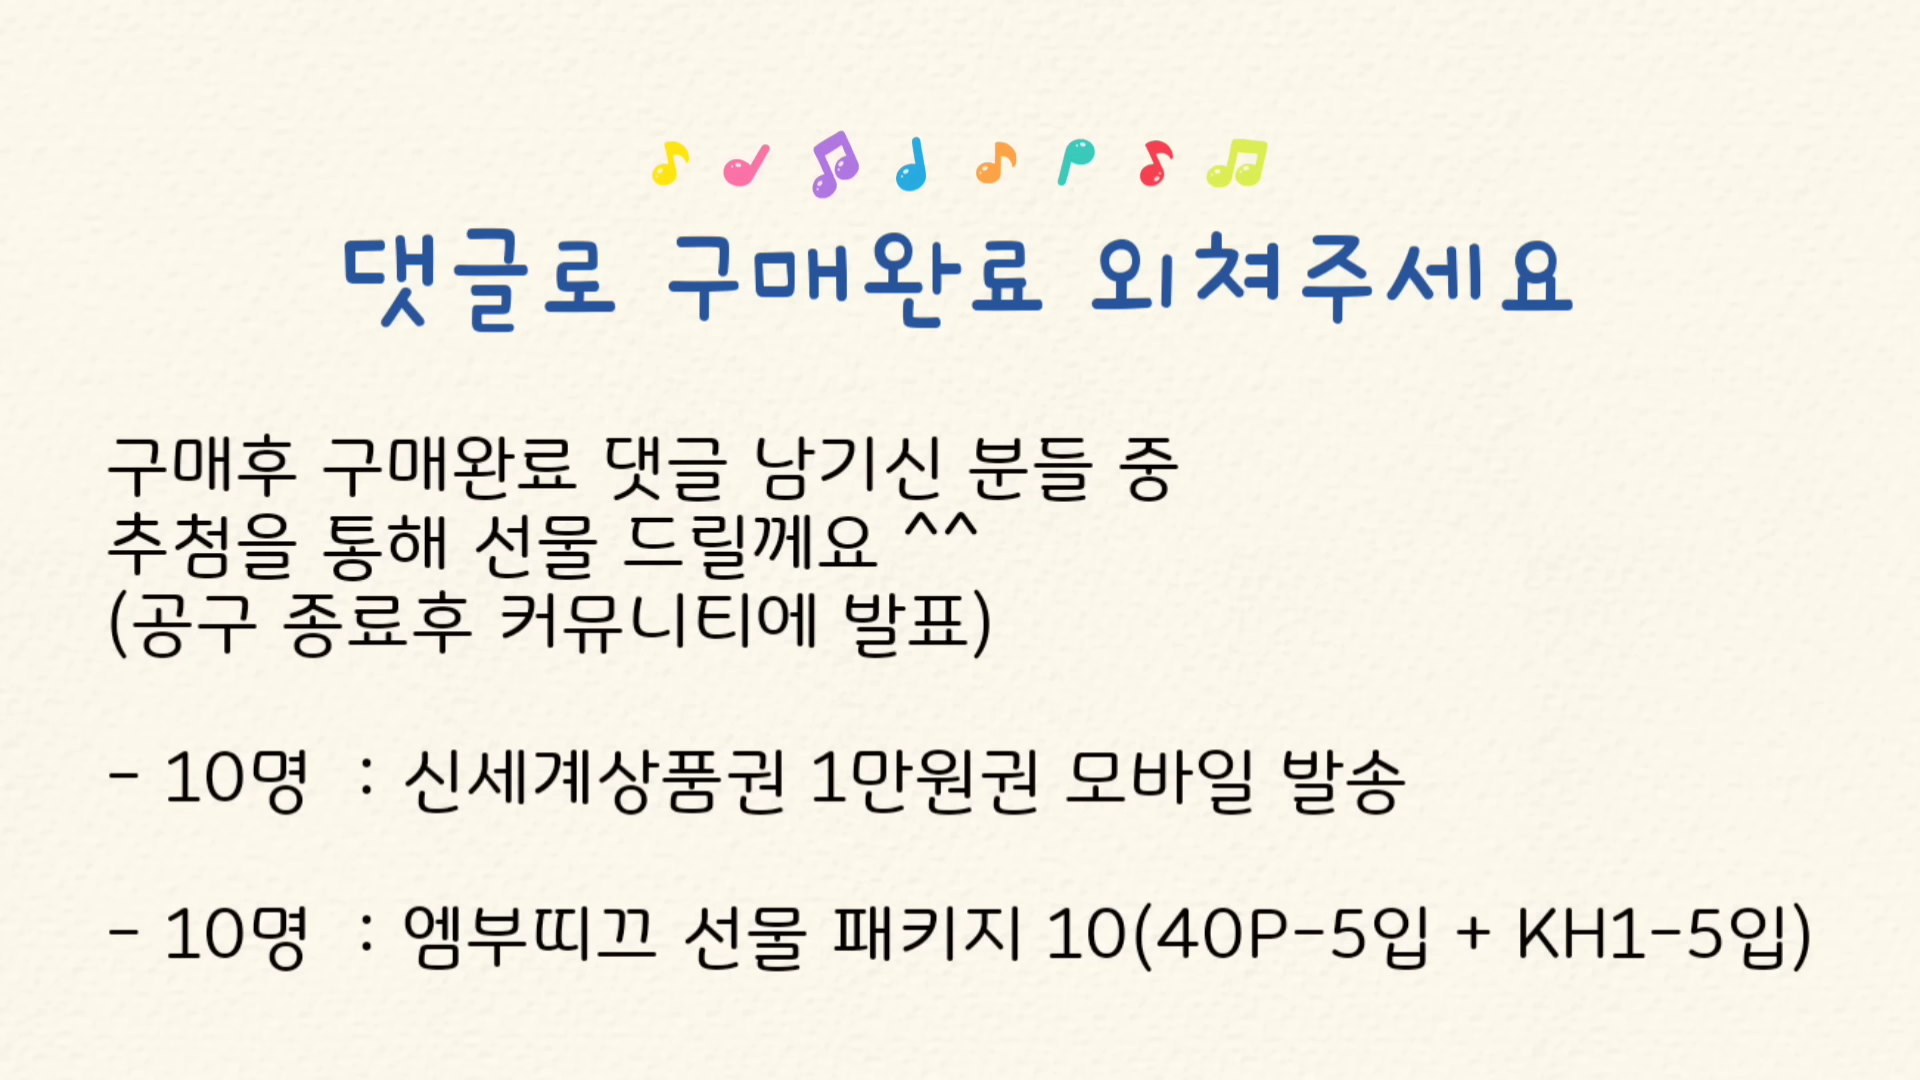 댓글로 구매완료 외쳐주세요
구매후 구매완료 댓글 남기신 분들 중
추첨을 통해 선물 드릴께요 ^^
(공구 종료후 커뮤니티에 발표)
- 10명 : 신세계상품권 1만원권 모바일 발송
- 10명 : 엠부띠끄 선물 패키지 10(40P-5입 + KH1-5입)